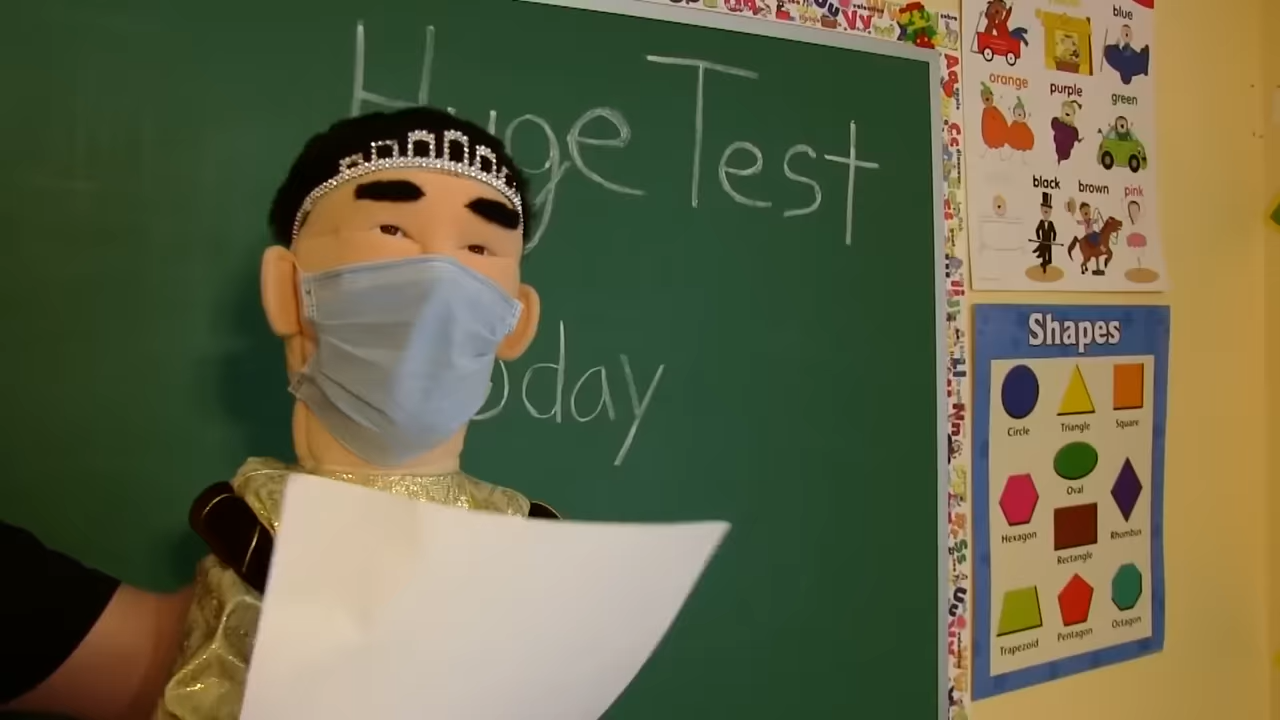 Huge Test
Today
blue
orange
purple
green
black
brown
pink
Shapes
Circle
Triangle
Square
Oval
Hexagon
Rhombus
Rectangle
Trapezoid
Pentagon
Octagon